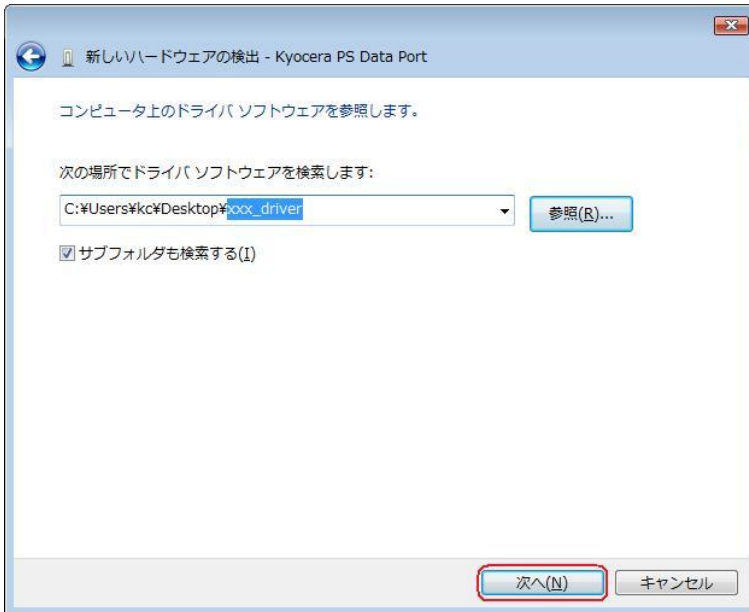 新しいハードウェアの検出 - Kyocera PS Data Port
コンピュータ上のドライバ ソフトウェアを参照します。
次の場所でドライバ ソフトウェアを検索します:
C:¥Users¥kc¥Desktop¥xxx_driver
参照(R)...
サブフォルダも検索する(I)
次へ(N)
キャンセル